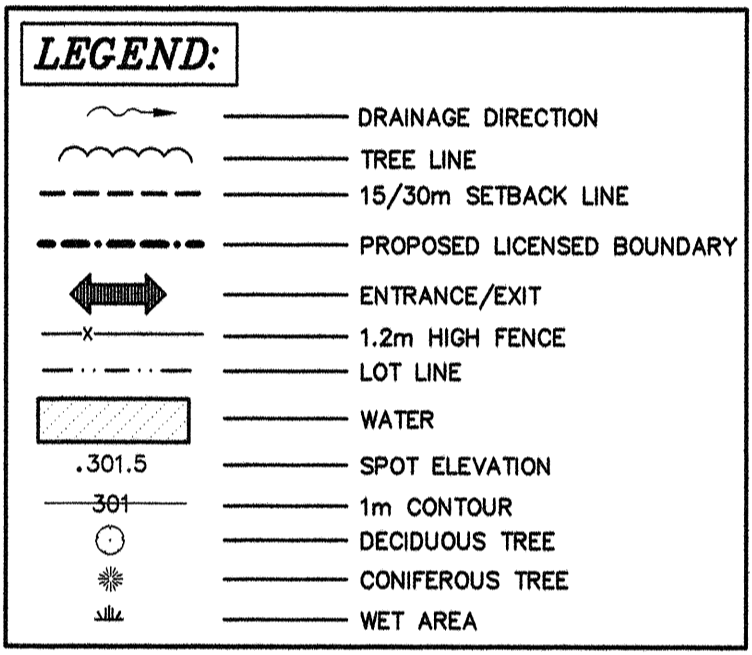 LEGEND:
DRAINAGE DIRECTION
TREE LINE
15/30m SETBACK LINE
PROPOSED LICENSED BOUNDARY
ENTRANCE/EXIT
x 1.2m HIGH FENCE
LOT LINE
WATER
.301.5 SPOT ELEVATION
301 1m CONTOUR
DECIDUOUS TREE
CONIFEROUS TREE
WET AREA